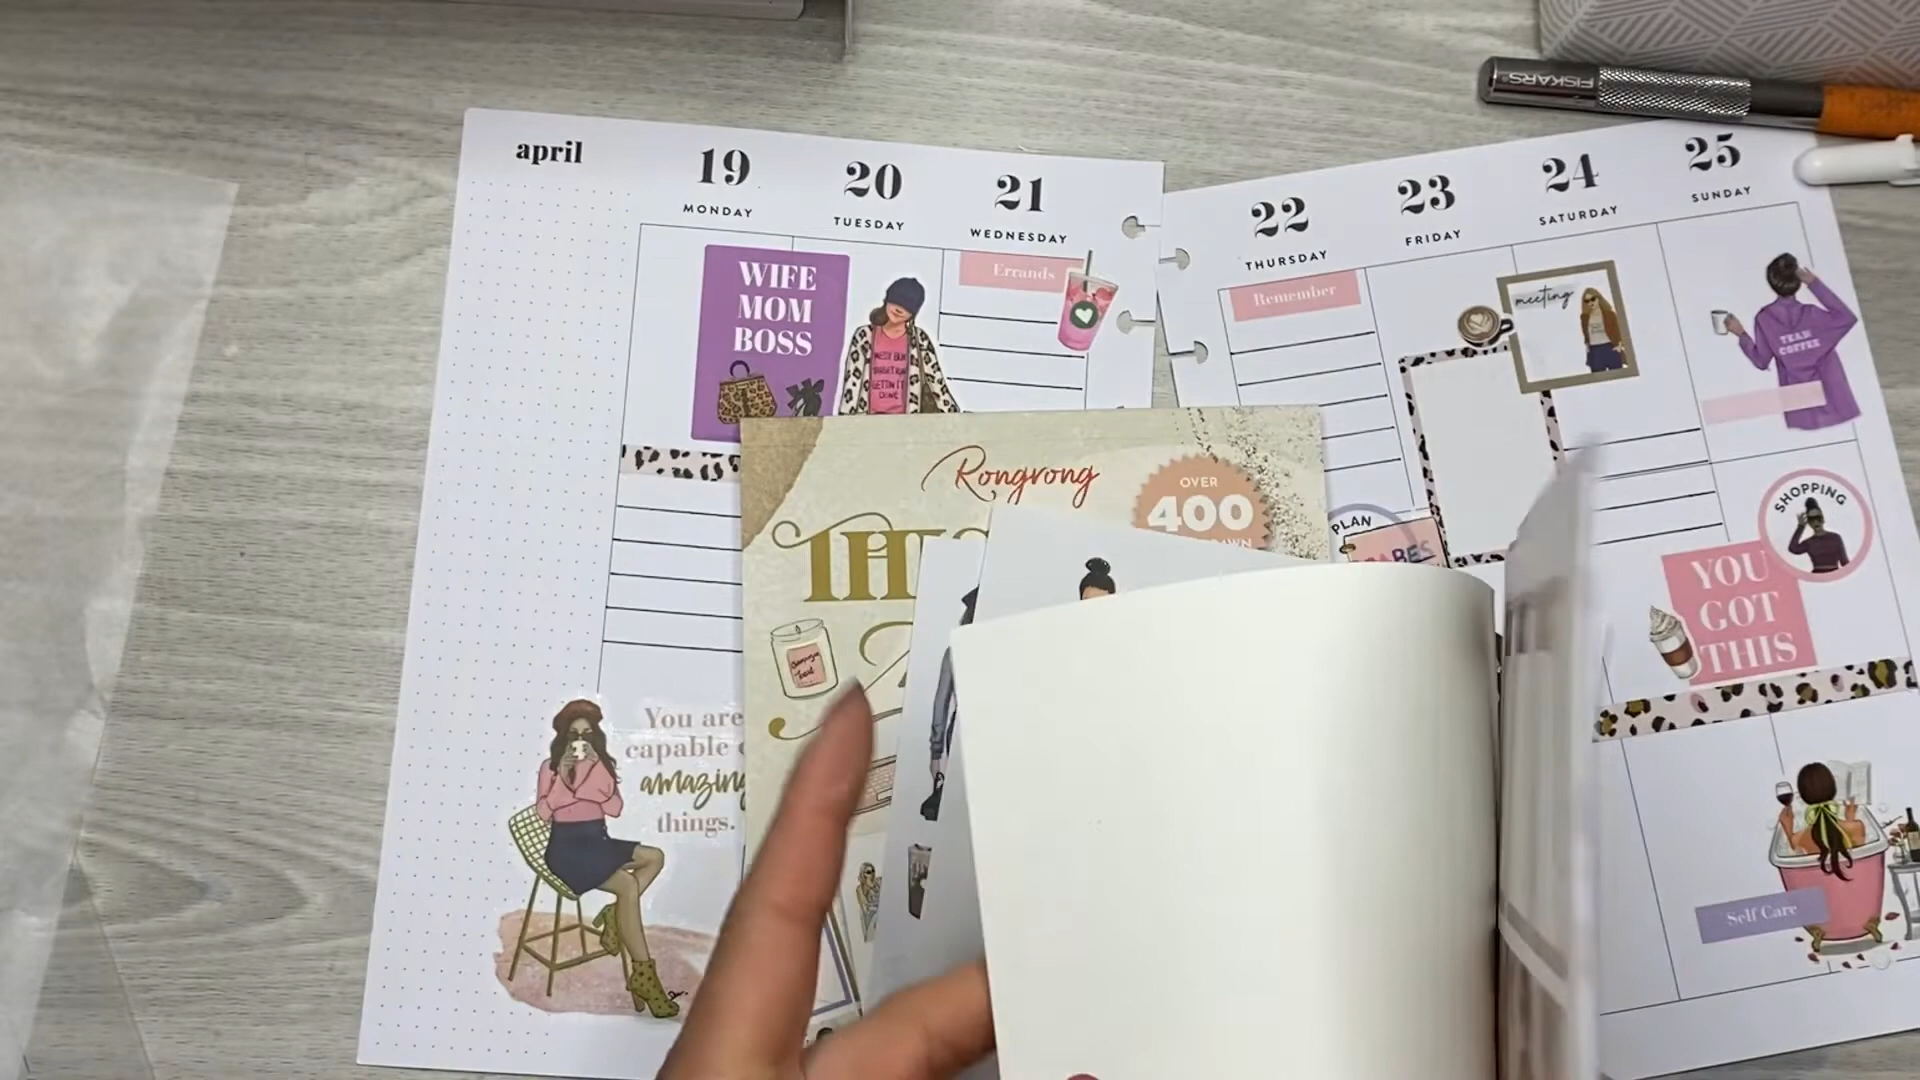 FISKARS
april
19
MONDAY
20
TUESDAY
21
WEDNESDAY
22
THURSDAY
23
FRIDAY
24
SATURDAY
25
SUNDAY
WIFE
MOM
BOSS
Errands
Remember
meeting
TEAM
COFFEE
Rongrong
OVER
400
PLAN
SHOPPING
YOU
GOT
THIS
You are
capable
amazing
things.
Self Care